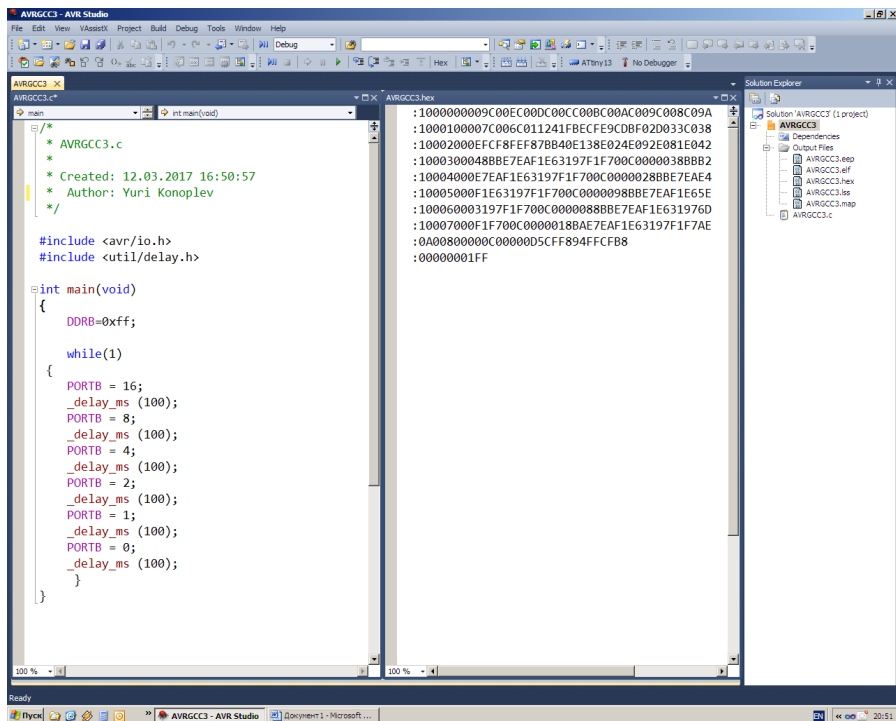 AVRGCC3 - AVR Studio
File Edit View VAssistX Project Build Debug Tools Window Help
Debug
Hex
ATtiny13 No Debugger
AVRGCC3 X
AVRGCC3.c*
main
int main(void)
/*
* AVRGCC3.c
*
* Created: 12.03.2017 16:50:57
* Author: Yuri Konoplev
*/
#include <avr/io.h>
#include <util/delay.h>
int main(void)
{
DDRB=0xff;
while(1)
{
PORTB = 16;
_delay_ms (100);
PORTB = 8;
_delay_ms (100);
PORTB = 4;
_delay_ms (100);
PORTB = 2;
_delay_ms (100);
PORTB = 1;
_delay_ms (100);
PORTB = 0;
_delay_ms (100);
}
}
100 %
AVRGCC3.hex
:1000000009C00EC00DC00CC00BC00AC009C008C09A
:1000100007C006C011241FBECFE9CDBF02D033C038
:10002000EFCF8FEF87BB40E138E024E092E081E042
:1000300048BBE7EAF1E63197F1F700C0000038BBB2
:10004000E7EAF1E63197F1F700C0000028BBE7EAE4
:10005000F1E63197F1F700C0000098BBE7EAF1E65E
:100060003197F1F700C0000088BBE7EAF1E631976D
:10007000F1F700C0000018BAE7EAF1E63197F1F7AE
:0A00800000C00000D5CFF894FFCFB8
:00000001FF
100 %
Solution Explorer
Solution 'AVRGCC3' (1 project)
AVRGCC3
Dependencies
Output Files
AVRGCC3.eep
AVRGCC3.elf
AVRGCC3.hex
AVRGCC3.lss
AVRGCC3.map
AVRGCC3.c
Ready
Пуск
AVRGCC3 - AVR Studio
Документ1 - Microsoft ...
EN
20:51